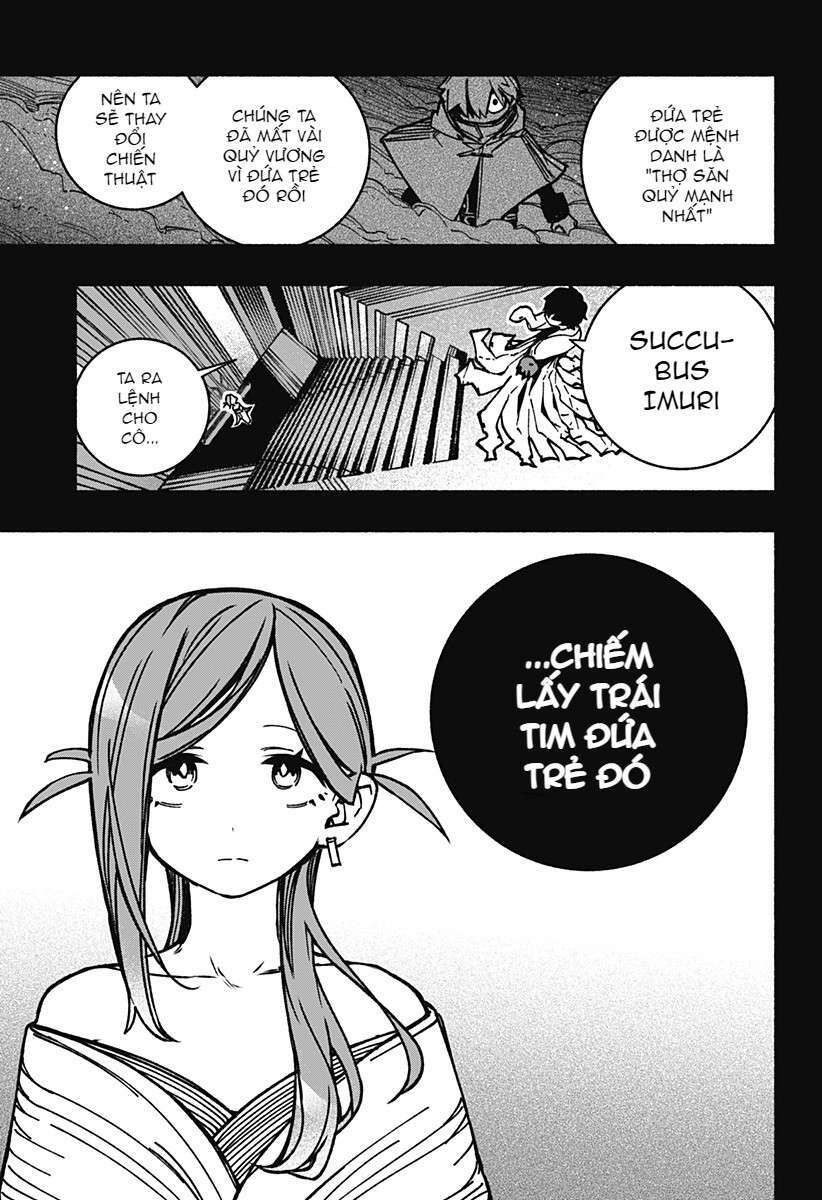 ĐỨA TRẺ
ĐƯỢC MỆNH
DANH LÀ
"THỢ SĂN
QUỶ MẠNH
NHẤT"
CHÚNG TA
ĐÃ MẤT VÀI
QUỶ VƯƠNG
VÌ ĐỨA TRẺ
ĐÓ RỒI
NÊN TA
SẼ THAY
ĐỔI
CHIẾN
THUẬT
SUCCU-
BUS
IMURI
TA RA
LỆNH
CHO
CÔ...
...CHIẾM
LẤY TRÁI
TIM ĐỨA
TRẺ ĐÓ